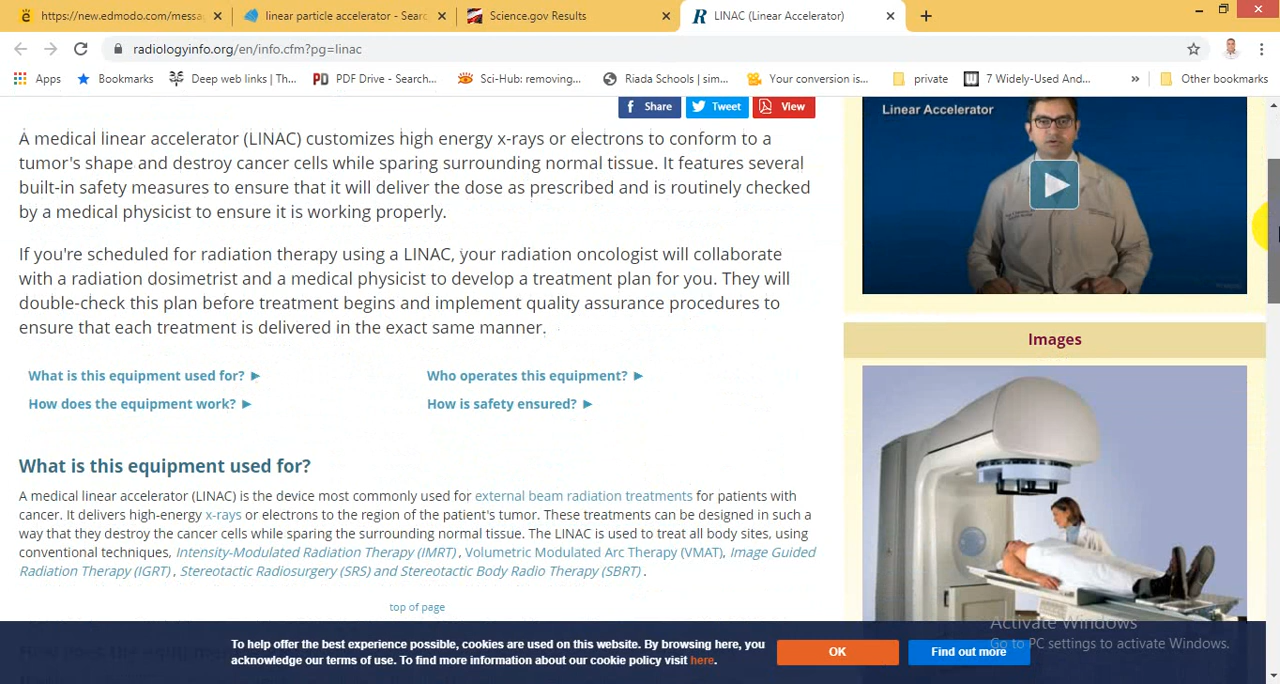 https://new.edmodo.com/messa
linear particle accelerator - Searc
Science.gov Results
LINAC (Linear Accelerator)
radiologyinfo.org/en/info.cfm?pg=linac
Apps
Bookmarks
Deep web links | Th...
PDF Drive - Search...
Sci-Hub: removing...
Riada Schools | sim...
Your conversion is...
private
7 Widely-Used And...
»
Other bookmarks
Share
Tweet
View
Linear Accelerator
A medical linear accelerator (LINAC) customizes high energy x-rays or electrons to conform to a
tumor's shape and destroy cancer cells while sparing surrounding normal tissue. It features several
built-in safety measures to ensure that it will deliver the dose as prescribed and is routinely checked
by a medical physicist to ensure it is working properly.
If you're scheduled for radiation therapy using a LINAC, your radiation oncologist will collaborate
with a radiation dosimetrist and a medical physicist to develop a treatment plan for you. They will
double-check this plan before treatment begins and implement quality assurance procedures to
ensure that each treatment is delivered in the exact same manner.
Images
What is this equipment used for?
Who operates this equipment?
How does the equipment work?
How is safety ensured?
What is this equipment used for?
A medical linear accelerator (LINAC) is the device most commonly used for external beam radiation treatments for patients with
cancer. It delivers high-energy x-rays or electrons to the region of the patient's tumor. These treatments can be designed in such a
way that they destroy the cancer cells while sparing the surrounding normal tissue. The LINAC is used to treat all body sites, using
conventional techniques, Intensity-Modulated Radiation Therapy (IMRT) , Volumetric Modulated Arc Therapy (VMAT), Image Guided
Radiation Therapy (IGRT) , Stereotactic Radiosurgery (SRS) and Stereotactic Body Radio Therapy (SBRT) .
top of page
Activate Windows
Go to PC settings to activate Windows.
To help offer the best experience possible, cookies are used on this website. By browsing here, you
acknowledge our terms of use. To find more information about our cookie policy visit here.
OK
Find out more